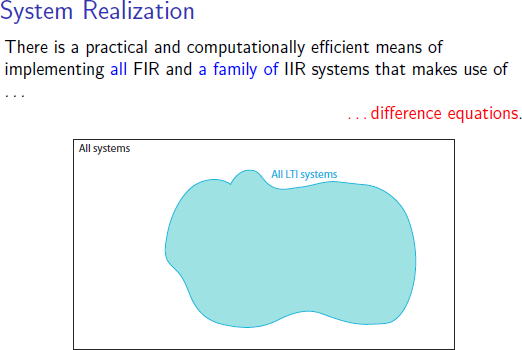 System Realization
There is a practical and computationally efficient means of
implementing all FIR and a family of IIR systems that makes use of
...
... difference equations.
All systems
All LTI systems